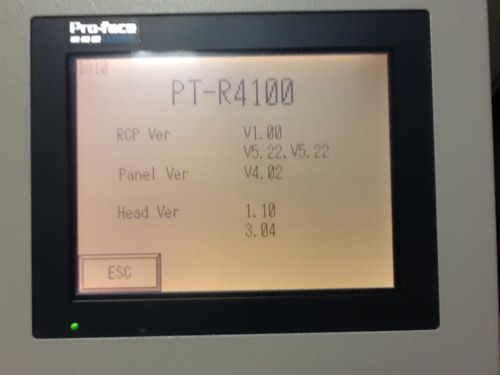 Pro-face
1310
PT-R4100
RCP Ver V1.00
V5.22,V5.22
Panel Ver V4.02
Head Ver 1.10
3.04
ESC